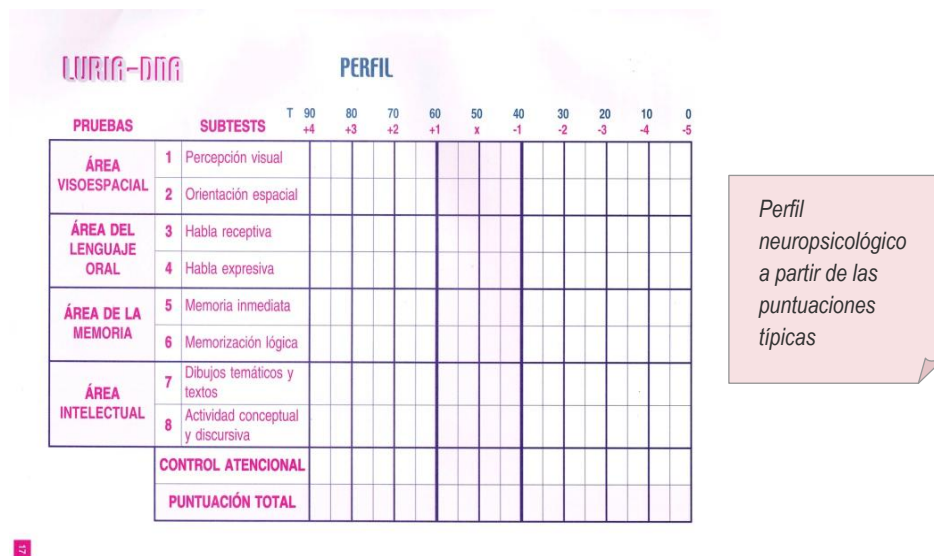 LURIA-DNA
PERFIL
T 90 80 70 60 50 40 30 20 10 0
PRUEBAS SUBTESTS +4 +3 +2 +1 x -1 -2 -3 -4 -5
ÁREA
VISOESPACIAL
1 Percepción visual
2 Orientación espacial
ÁREA DEL
LENGUAJE
ORAL
3 Habla receptiva
4 Habla expresiva
ÁREA DE LA
MEMORIA
5 Memoria inmediata
6 Memorización lógica
ÁREA
INTELECTUAL
7 Dibujos temáticos y
textos
8 Actividad conceptual
y discursiva
CONTROL ATENCIONAL
PUNTUACIÓN TOTAL
17
Perfil
neuropsicológico
a partir de las
puntuaciones
típicas